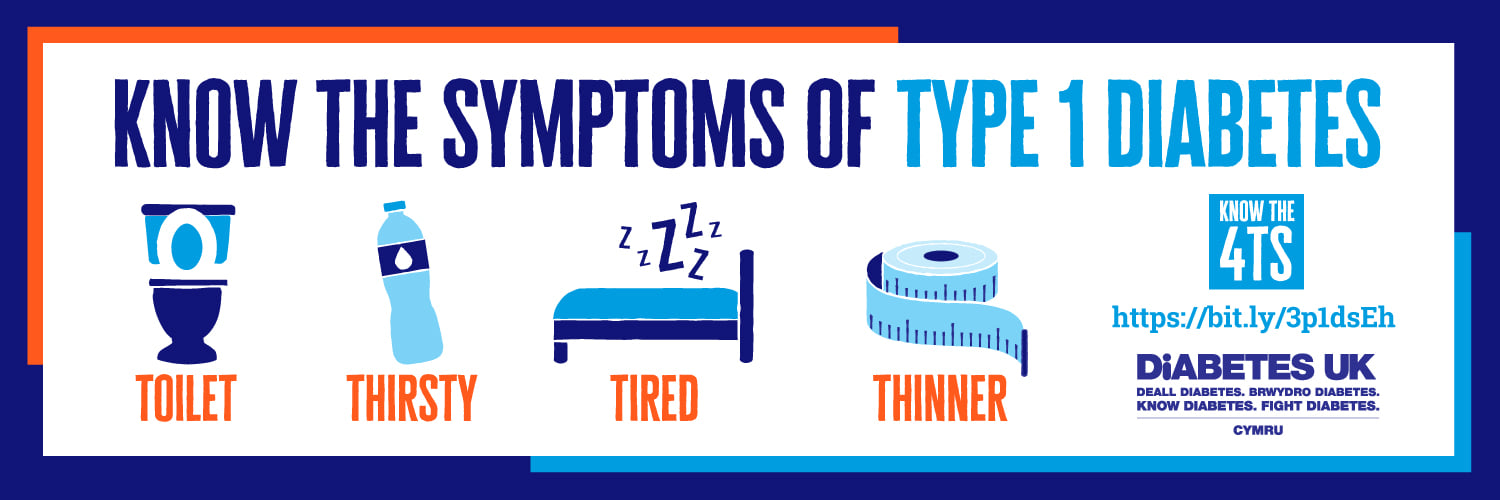 KNOW THE SYMPTOMS OF TYPE 1 DIABETES
Z Z Z Z Z Z
TOILET
THIRSTY
TIRED
THINNER
KNOW THE
4TS
https://bit.ly/3p1dsEh
DiABETES UK
DEALL DIABETES. BRWYDRO DIABETES.
KNOW DIABETES. FIGHT DIABETES.
CYMRU